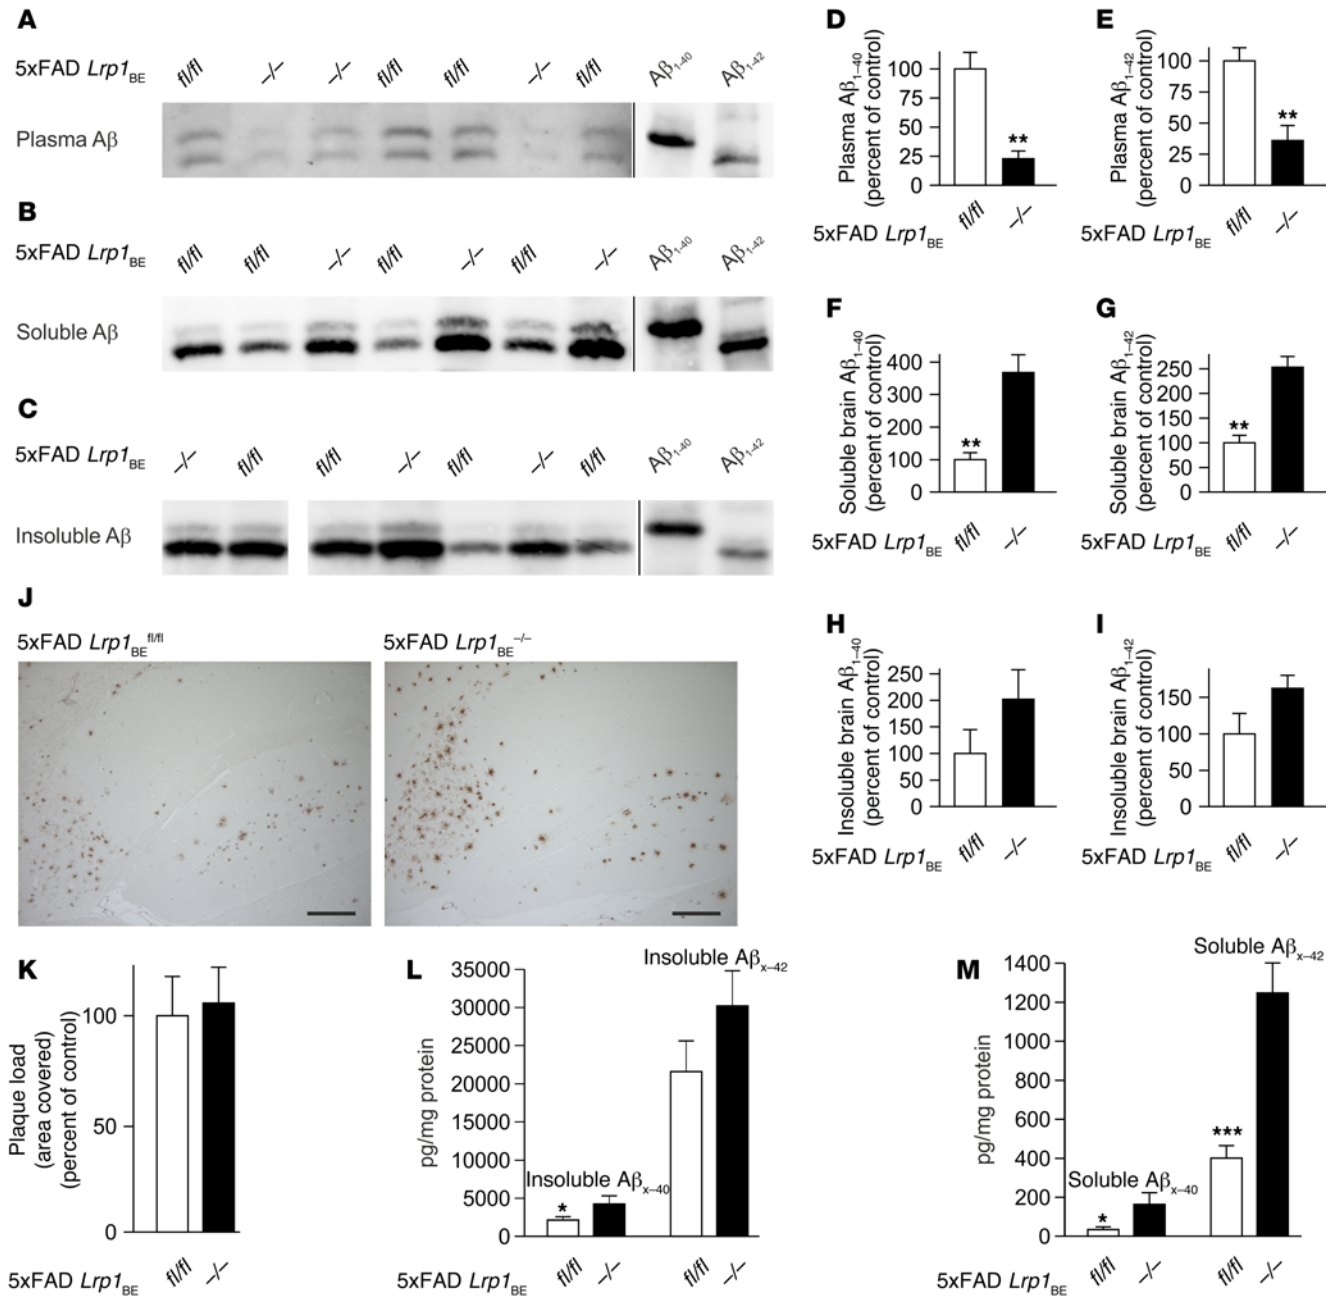 A
5xFAD Lrp1BE fl/fl –/– –/– fl/fl fl/fl –/– fl/fl Aβ1–40 Aβ1–42
Plasma Aβ
B
5xFAD Lrp1BE fl/fl fl/fl –/– fl/fl –/– fl/fl –/– Aβ1–40 Aβ1–42
Soluble Aβ
C
5xFAD Lrp1BE –/– fl/fl fl/fl –/– fl/fl –/– fl/fl Aβ1–40 Aβ1–42
Insoluble Aβ
D
Plasma Aβ1–40
(percent of control)
100
75
50
25
0
**
5xFAD Lrp1BE fl/fl –/–
E
Plasma Aβ1–42
(percent of control)
100
75
50
25
0
**
5xFAD Lrp1BE fl/fl –/–
F
Soluble brain Aβ1–40
(percent of control)
400
300
200
100
0
**
5xFAD Lrp1BE fl/fl –/–
G
Soluble brain Aβ1–42
(percent of control)
250
200
150
100
50
0
**
5xFAD Lrp1BE fl/fl –/–
H
Insoluble brain Aβ1–40
(percent of control)
250
200
150
100
50
0
5xFAD Lrp1BE fl/fl –/–
I
Insoluble brain Aβ1–42
(percent of control)
150
100
50
0
5xFAD Lrp1BE fl/fl –/–
J
5xFAD Lrp1BE fl/fl
5xFAD Lrp1BE –/–
K
Plaque load
(area covered)
(percent of control)
100
50
0
5xFAD Lrp1BE fl/fl –/–
L
pg/mg protein
35000
30000
25000
20000
15000
10000
5000
0
Insoluble Aβx–42
Insoluble Aβx–40
*
5xFAD Lrp1BE fl/fl –/– fl/fl –/–
M
pg/mg protein
1400
1200
1000
800
600
400
200
0
Soluble Aβx–42
***
Soluble Aβx–40
*
5xFAD Lrp1BE fl/fl –/– fl/fl –/–